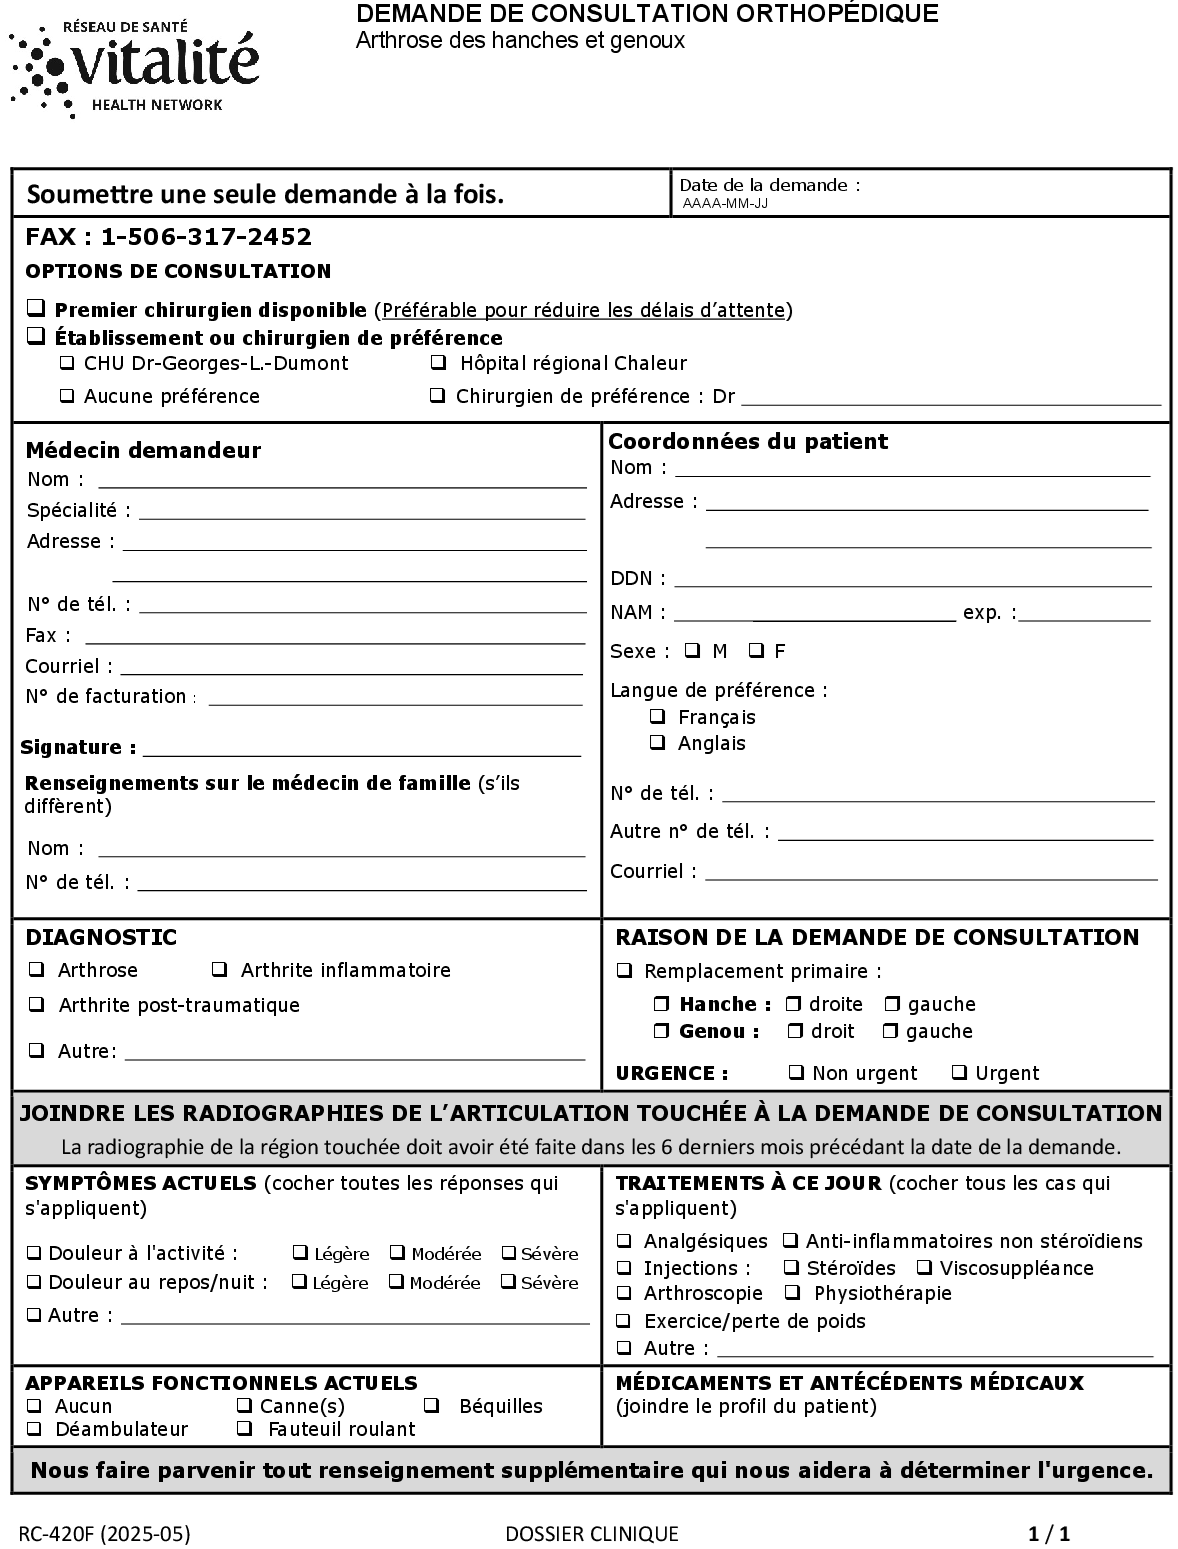 RÉSEAU DE SANTÉ
vitalité
HEALTH NETWORK
DEMANDE DE CONSULTATION ORTHOPÉDIQUE
Arthrose des hanches et genoux
Soumettre une seule demande à la fois.
Date de la demande :
AAAA-MM-JJ
FAX : 1-506-317-2452
OPTIONS DE CONSULTATION
❑ Premier chirurgien disponible (Préférable pour réduire les délais d’attente)
❑ Établissement ou chirurgien de préférence
❑ CHU Dr-Georges-L.-Dumont ❑ Hôpital régional Chaleur
❑ Aucune préférence ❑ Chirurgien de préférence : Dr
Médecin demandeur
Nom :
Spécialité :
Adresse :
N° de tél. :
Fax :
Courriel :
N° de facturation :
Signature :
Renseignements sur le médecin de famille (s’ils
diffèrent)
Nom :
N° de tél. :
Coordonnées du patient
Nom :
Adresse :
DDN :
NAM : exp. :
Sexe : ❑ M ❑ F
Langue de préférence :
❑ Français
❑ Anglais
N° de tél. :
Autre n° de tél. :
Courriel :
DIAGNOSTIC
❑ Arthrose ❑ Arthrite inflammatoire
❑ Arthrite post-traumatique
❑ Autre:
RAISON DE LA DEMANDE DE CONSULTATION
❑ Remplacement primaire :
❒ Hanche : ❒ droite ❒ gauche
❒ Genou : ❒ droit ❒ gauche
URGENCE : ❑ Non urgent ❑ Urgent
JOINDRE LES RADIOGRAPHIES DE L’ARTICULATION TOUCHÉE À LA DEMANDE DE CONSULTATION
La radiographie de la région touchée doit avoir été faite dans les 6 derniers mois précédant la date de la demande.
SYMPTÔMES ACTUELS (cocher toutes les réponses qui
s'appliquent)
❑ Douleur à l'activité : ❑ Légère ❑ Modérée ❑ Sévère
❑ Douleur au repos/nuit : ❑ Légère ❑ Modérée ❑ Sévère
❑ Autre :
TRAITEMENTS À CE JOUR (cocher tous les cas qui
s'appliquent)
❑ Analgésiques ❑ Anti-inflammatoires non stéroïdiens
❑ Injections : ❑ Stéroïdes ❑ Viscosuppléance
❑ Arthroscopie ❑ Physiothérapie
❑ Exercice/perte de poids
❑ Autre :
APPAREILS FONCTIONNELS ACTUELS
❑ Aucun ❑ Canne(s) ❑ Béquilles
❑ Déambulateur ❑ Fauteuil roulant
MÉDICAMENTS ET ANTÉCÉDENTS MÉDICAUX
(joindre le profil du patient)
Nous faire parvenir tout renseignement supplémentaire qui nous aidera à déterminer l'urgence.
RC-420F (2025-05) DOSSIER CLINIQUE 1 / 1